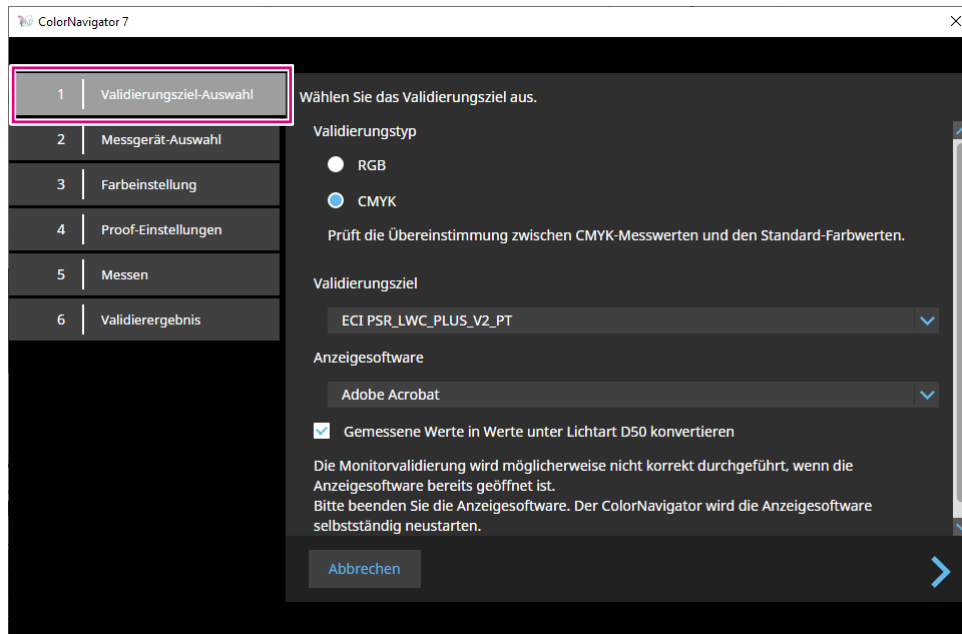 ColorNavigator 7
1 Validierungsziel-Auswahl
2 Messgerät-Auswahl
3 Farbeinstellung
4 Proof-Einstellungen
5 Messen
6 Validierergebnis
Wählen Sie das Validierungsziel aus.
Validierungstyp
RGB
CMYK
Prüft die Übereinstimmung zwischen CMYK-Messwerten und den Standard-Farbwerten.
Validierungsziel
ECI PSR_LWC_PLUS_V2_PT
Anzeigesoftware
Adobe Acrobat
Gemessene Werte in Werte unter Lichtart D50 konvertieren
Die Monitorvalidierung wird möglicherweise nicht korrekt durchgeführt, wenn die
Anzeigesoftware bereits geöffnet ist.
Bitte beenden Sie die Anzeigesoftware. Der ColorNavigator wird die Anzeigesoftware
selbstständig neustarten.
Abbrechen